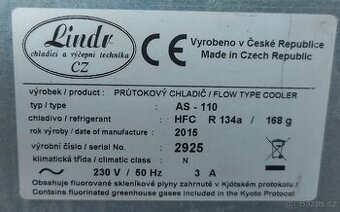 Lindr
chladící a výčepní technika
CZ
CE
Vyrobeno v České Republice
Made in Czech Republic
výrobek / product : PRŮTOKOVÝ CHLADIČ / FLOW TYPE COOLER
typ / type : AS - 110
chladivo / refrigerant : HFC R 134a / 168 g
rok výroby / date of manufacture : 2015
výrobní číslo / serial No. : 2925
klimatická třída / climatic class : N
~ 230 V / 50 Hz 3 A
Obsahuje fluorované skleníkové plyny zahrnuté v Kjótském protokolu
/ Contains fluorinated greenhouse gases included in the Kyoto Protocol